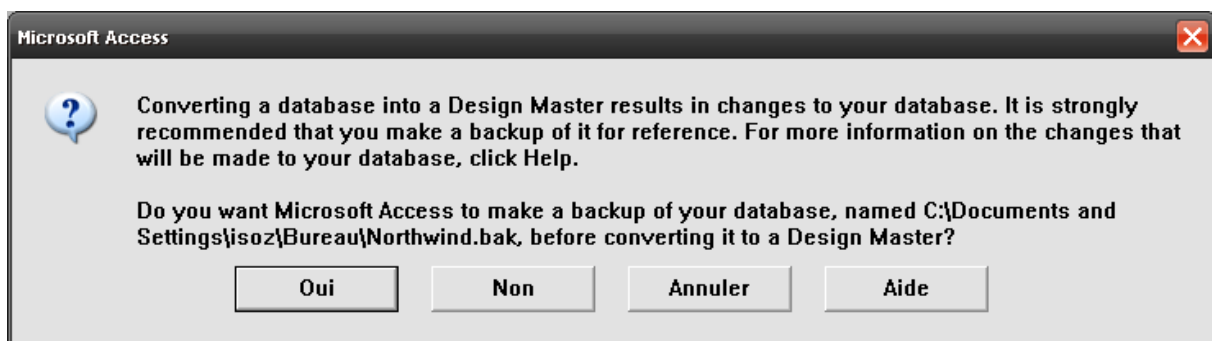 Microsoft Access
Converting a database into a Design Master results in changes to your database. It is strongly
recommended that you make a backup of it for reference. For more information on the changes that
will be made to your database, click Help.
Do you want Microsoft Access to make a backup of your database, named C:\Documents and
Settings\isoz\Bureau\Northwind.bak, before converting it to a Design Master?
Oui Non Annuler Aide